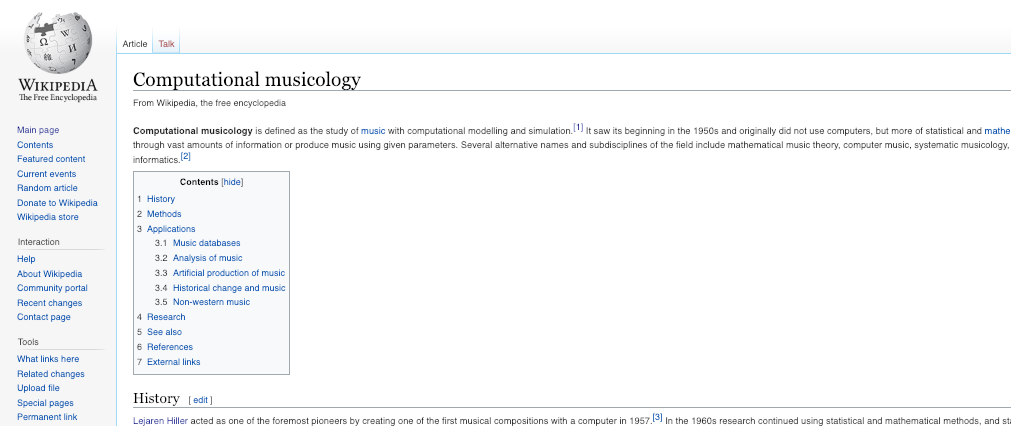 WIKIPEDIA
The Free Encyclopedia
Main page
Contents
Featured content
Current events
Random article
Donate to Wikipedia
Wikipedia store
Interaction
Help
About Wikipedia
Community portal
Recent changes
Contact page
Tools
What links here
Related changes
Upload file
Special pages
Permanent link
Article Talk
Computational musicology
From Wikipedia, the free encyclopedia
Computational musicology is defined as the study of music with computational modelling and simulation.[1] It saw its beginning in the 1950s and originally did not use computers, but more of statistical and mathe
through vast amounts of information or produce music using given parameters. Several alternative names and subdisciplines of the field include mathematical music theory, computer music, systematic musicology,
informatics.[2]
Contents [hide]
1 History
2 Methods
3 Applications
3.1 Music databases
3.2 Analysis of music
3.3 Artificial production of music
3.4 Historical change and music
3.5 Non-western music
4 Research
5 See also
6 References
7 External links
History [ edit ]
Lejaren Hiller acted as one of the foremost pioneers by creating one of the first musical compositions with a computer in 1957.[3] In the 1960s research continued using statistical and mathematical methods, and sta